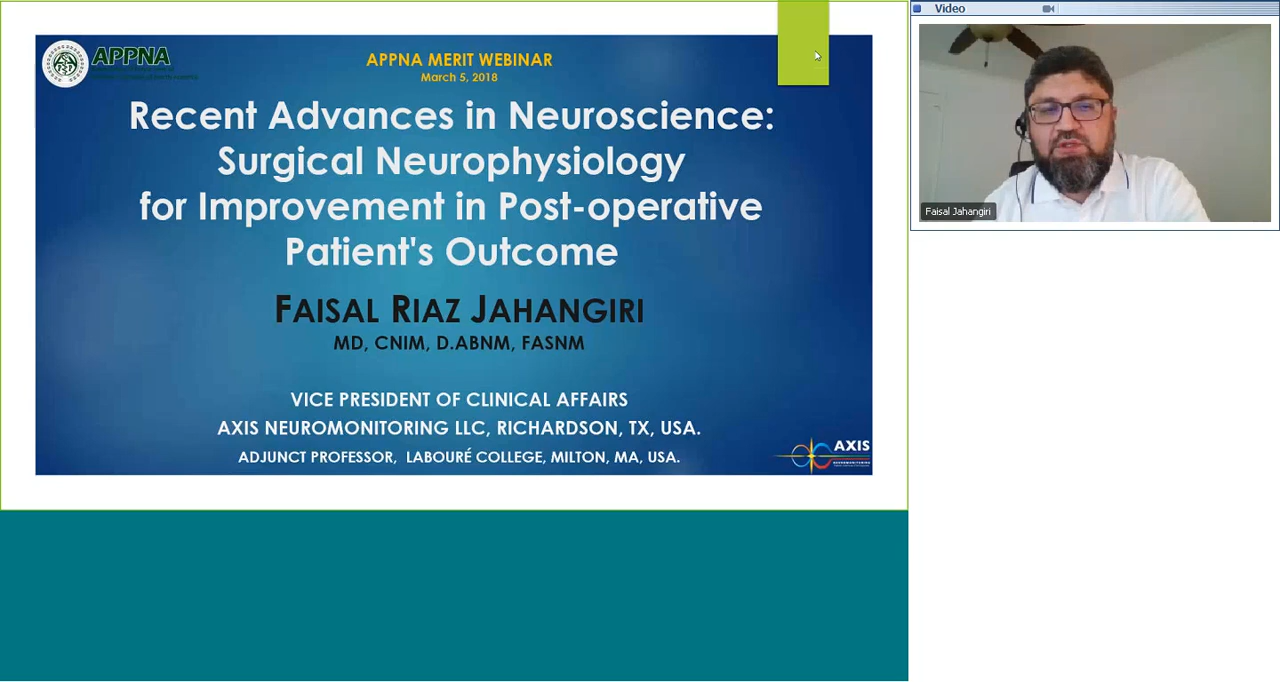 APPNA
APPNA MERIT WEBINAR
March 5, 2018
Recent Advances in Neuroscience:
Surgical Neurophysiology
for Improvement in Post-operative
Patient's Outcome
FAISAL RIAZ JAHANGIRI
MD, CNIM, D.ABNM, FASNM
VICE PRESIDENT OF CLINICAL AFFAIRS
AXIS NEUROMONITORING LLC, RICHARDSON, TX, USA.
ADJUNCT PROFESSOR, LABOURÉ COLLEGE, MILTON, MA, USA.
AXIS
NEUROMONITORING
Video
Faisal Jahangiri